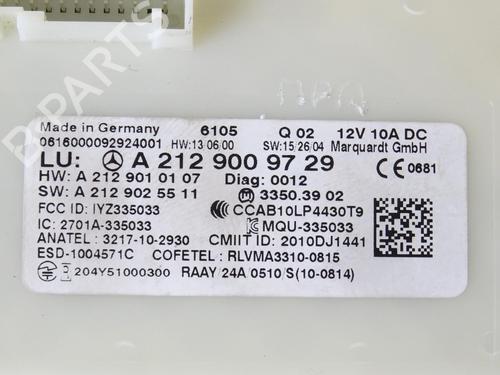 B-PARTS
Made in Germany 6105 Q 02 12V 10A DC
0616000092924001 HW:13/06/00 SW:15/26/04 Marquardt GmbH
LU: A 212 900 97 29 CE 0681
HW: A 212 901 01 07 Diag: 0012
SW: A 212 902 55 11 3350.3902
FCC ID: IYZ335033 CCAB10LP4430T9
IC: 2701A-335033 MQU-335033
ANATEL : 3217-10-2930 CMIIT ID: 2010DJ1441
ESD-1004571C COFETEL : RLVMA3310-0815
204Y51000300 RAAY/24A/0510/S(10-0814)